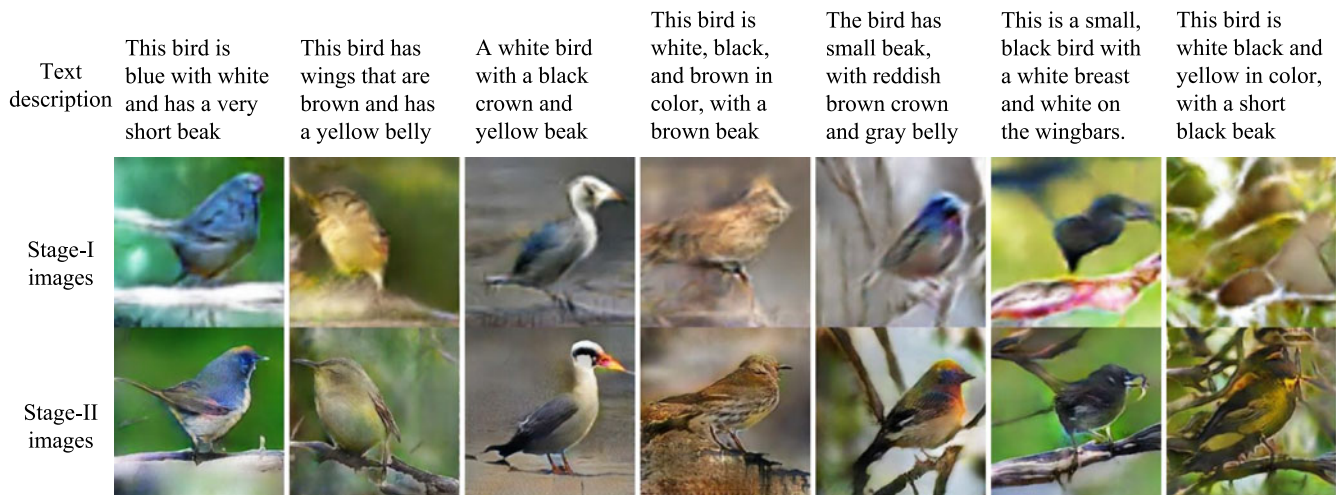 Text
description
This bird is
blue with white
and has a very
short beak
This bird has
wings that are
brown and has
a yellow belly
A white bird
with a black
crown and
yellow beak
This bird is
white, black,
and brown in
color, with a
brown beak
The bird has
small beak,
with reddish
brown crown
and gray belly
This is a small,
black bird with
a white breast
and white on
the wingbars.
This bird is
white black and
yellow in color,
with a short
black beak
Stage-I
images
Stage-II
images